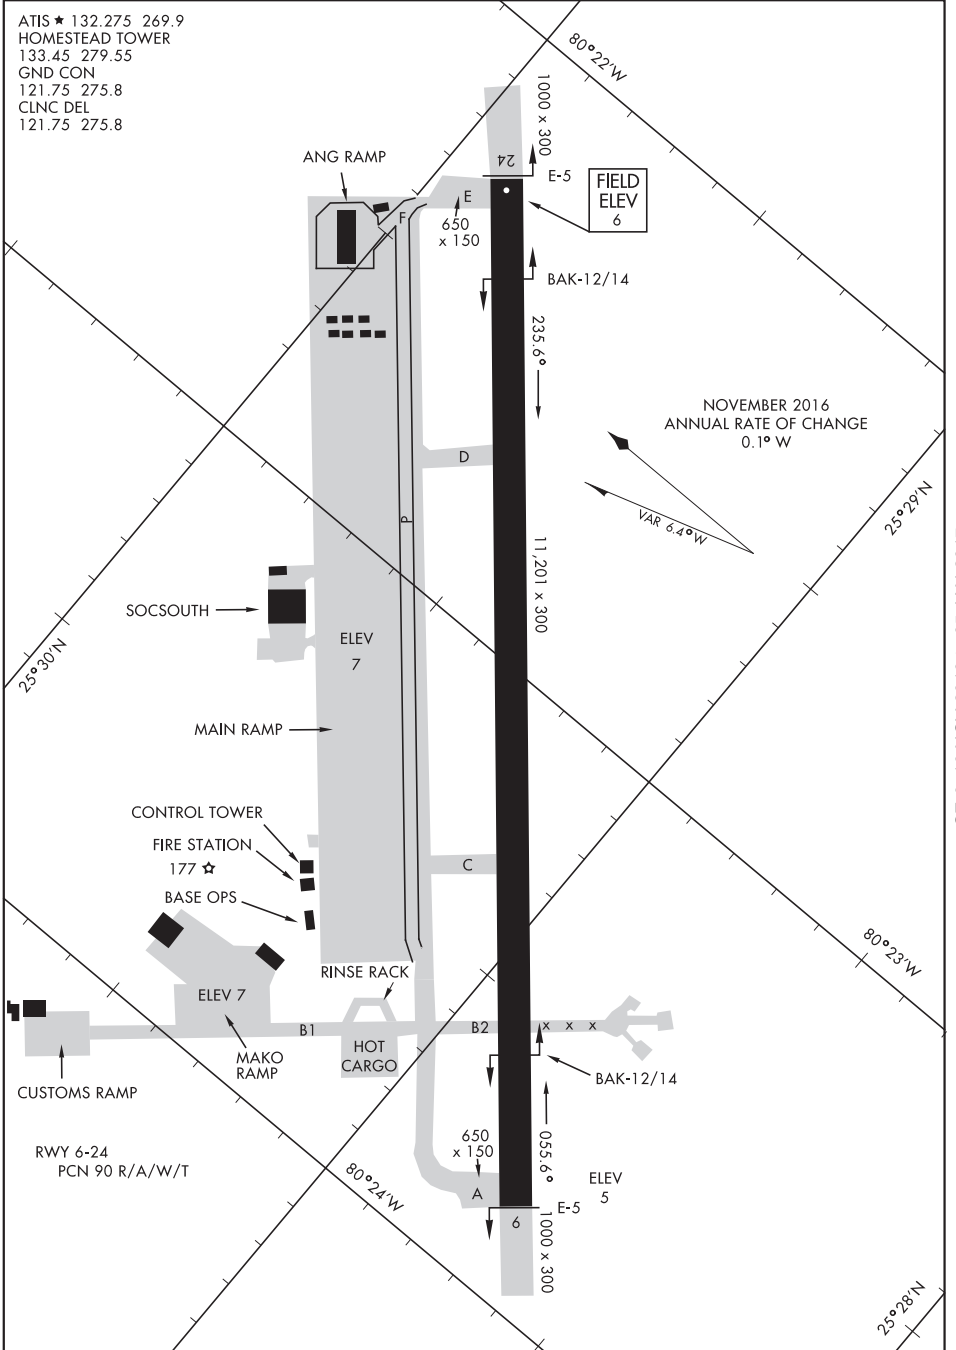 ATIS ★ 132.275 269.9
HOMESTEAD TOWER
133.45 279.55
GND CON
121.75 275.8
CLNC DEL
121.75 275.8
80°22'W
1000 x 300
ANG RAMP
24
E-5
FIELD
ELEV
6
E
F
650
x 150
BAK-12/14
235.6°
NOVEMBER 2016
ANNUAL RATE OF CHANGE
0.1° W
D
VAR 6.4° W
25°29'N
P
11,201 x 300
SOCSOUTH
ELEV
7
25°30'N
MAIN RAMP
CONTROL TOWER
FIRE STATION
177
C
BASE OPS
80°23'W
RINSE RACK
ELEV 7
B1
B2
x x x
HOT
CARGO
MAKO
RAMP
BAK-12/14
CUSTOMS RAMP
RWY 6-24
PCN 90 R/A/W/T
650
x 150
055.6°
80°24'W
A
ELEV
5
E-5
6
1000 x 300
25°28'N